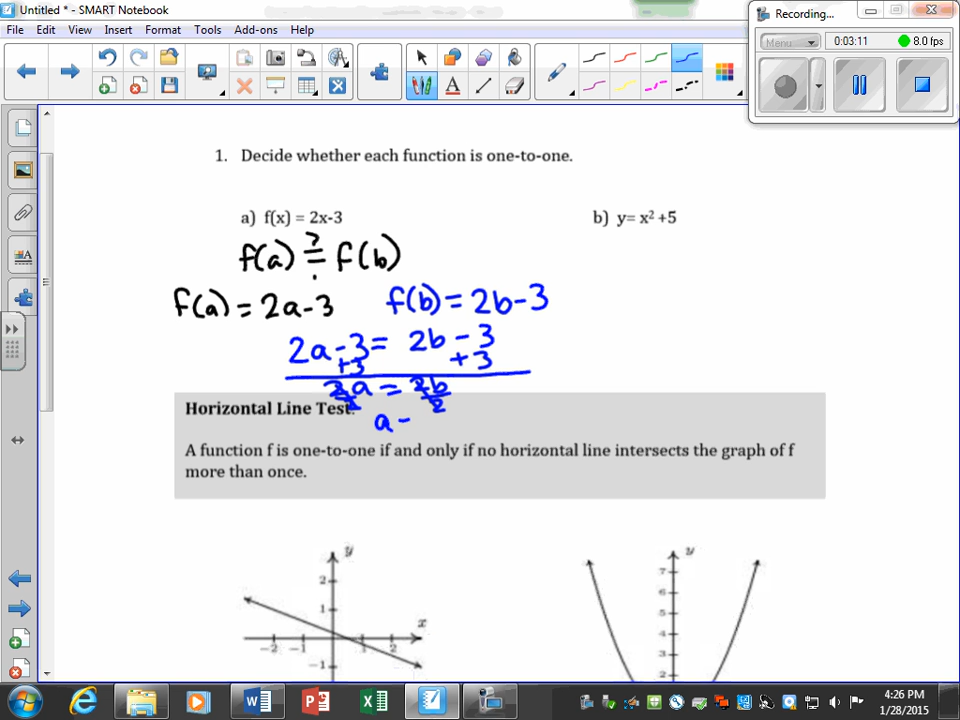 Untitled * - SMART Notebook
Recording...
File Edit View Insert Format Tools Add-ons Help
Menu
0:03:11
8.0 fps
1. Decide whether each function is one-to-one.
a) f(x) = 2x-3
b) y= x² +5
f(a) ≟ f(b)
f(a) = 2a-3
f(b) = 2b-3
2a-3 = 2b-3
+3 +3
2a = 2b
2 2
a -
Horizontal Line Test:
A function f is one-to-one if and only if no horizontal line intersects the graph of f
more than once.
y
2
1
x
-2 -1 1 2
-1
y
7
6
5
4
3
2
4:26 PM
1/28/2015